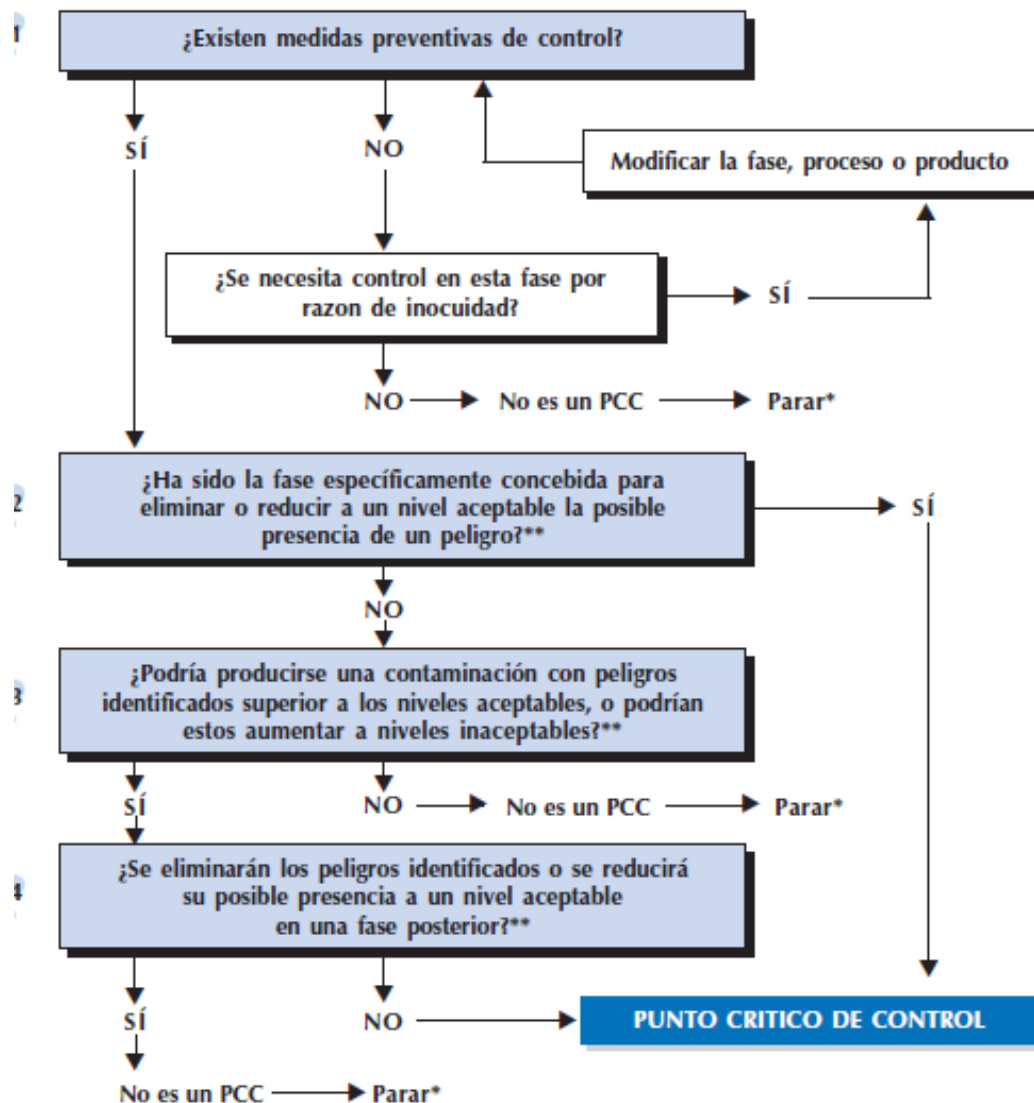 1
¿Existen medidas preventivas de control?
SÍ
NO
Modificar la fase, proceso o producto
¿Se necesita control en esta fase por
razon de inocuidad?
SÍ
NO
No es un PCC
Parar*
2
¿Ha sido la fase específicamente concebida para
eliminar o reducir a un nivel aceptable la posible
presencia de un peligro?**
SÍ
NO
3
¿Podría producirse una contaminación con peligros
identificados superior a los niveles aceptables, o podrían
estos aumentar a niveles inaceptables?**
SÍ
NO
No es un PCC
Parar*
4
¿Se eliminarán los peligros identificados o se reducirá
su posible presencia a un nivel aceptable
en una fase posterior?**
SÍ
NO
PUNTO CRITICO DE CONTROL
No es un PCC
Parar*